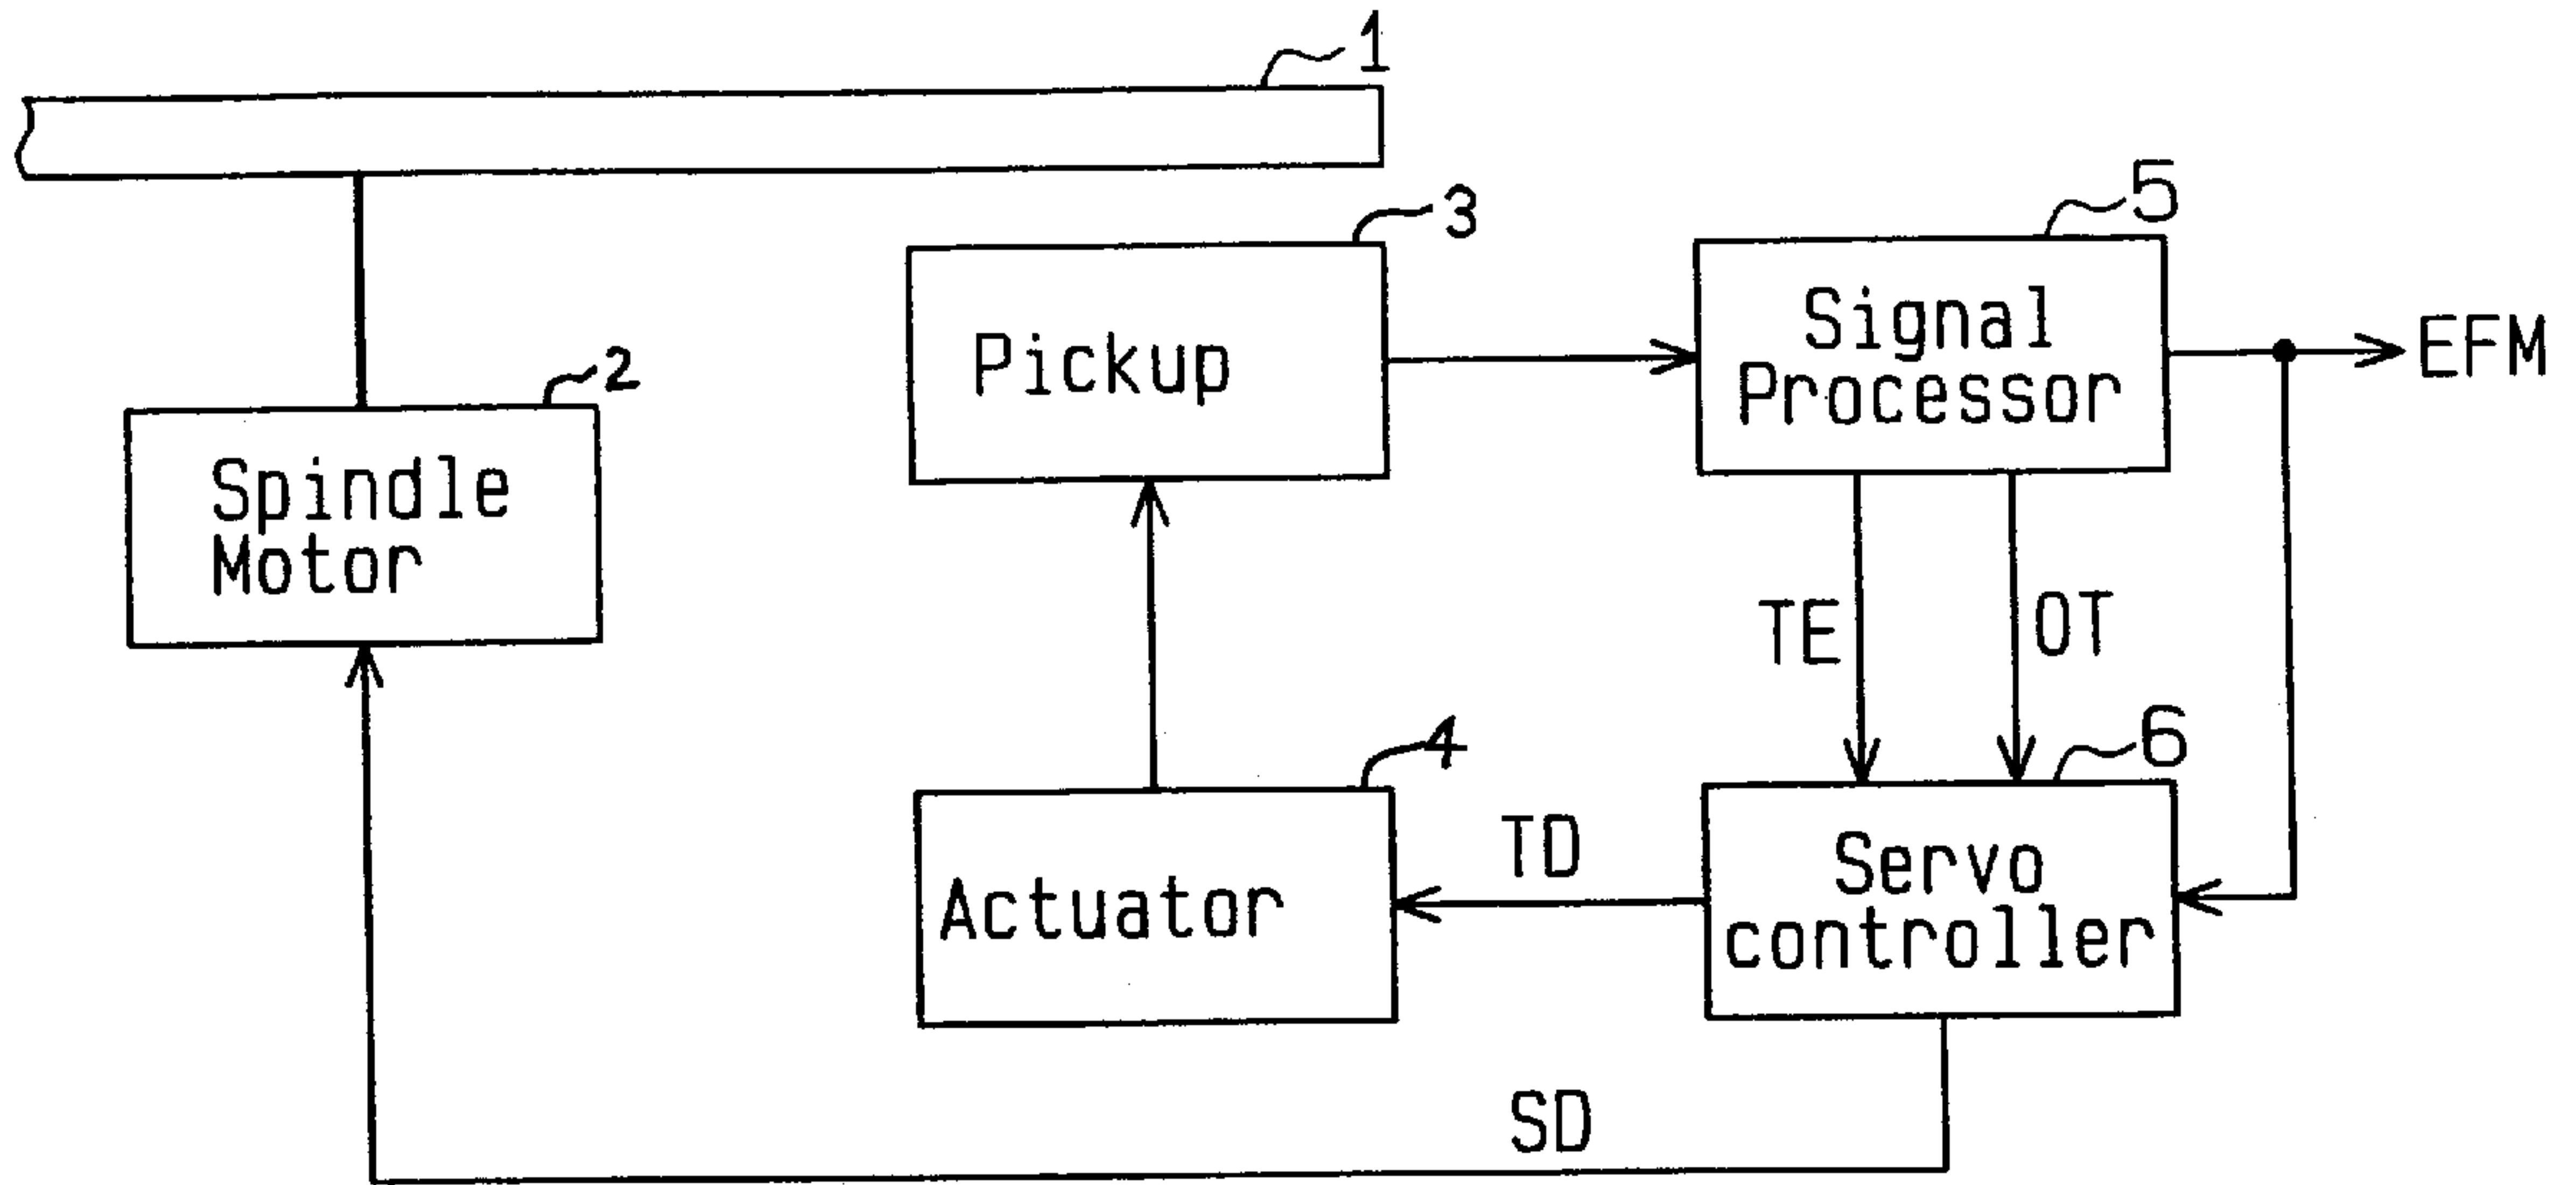 1
3
5
Pickup
Signal
Processor
EFM
2
Spindle
Motor
TE
OT
4
6
Actuator
TD
Servo
controller
SD